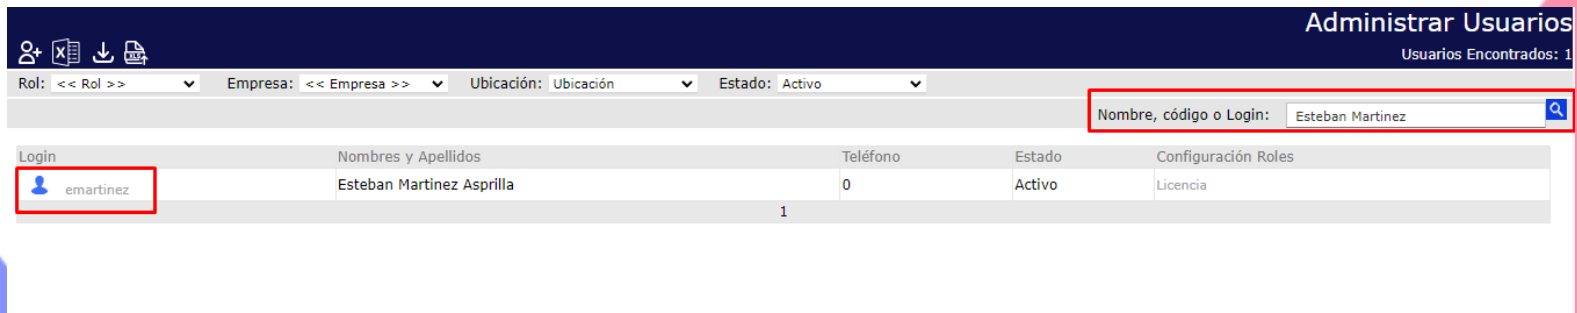 Administrar Usuarios
Usuarios Encontrados: 1
Rol: << Rol >> Empresa: << Empresa >> Ubicación: Ubicación Estado: Activo
Nombre, código o Login: Esteban Martinez
Login Nombres y Apellidos Teléfono Estado Configuración Roles
emartinez Esteban Martinez Asprilla 0 Activo Licencia
1